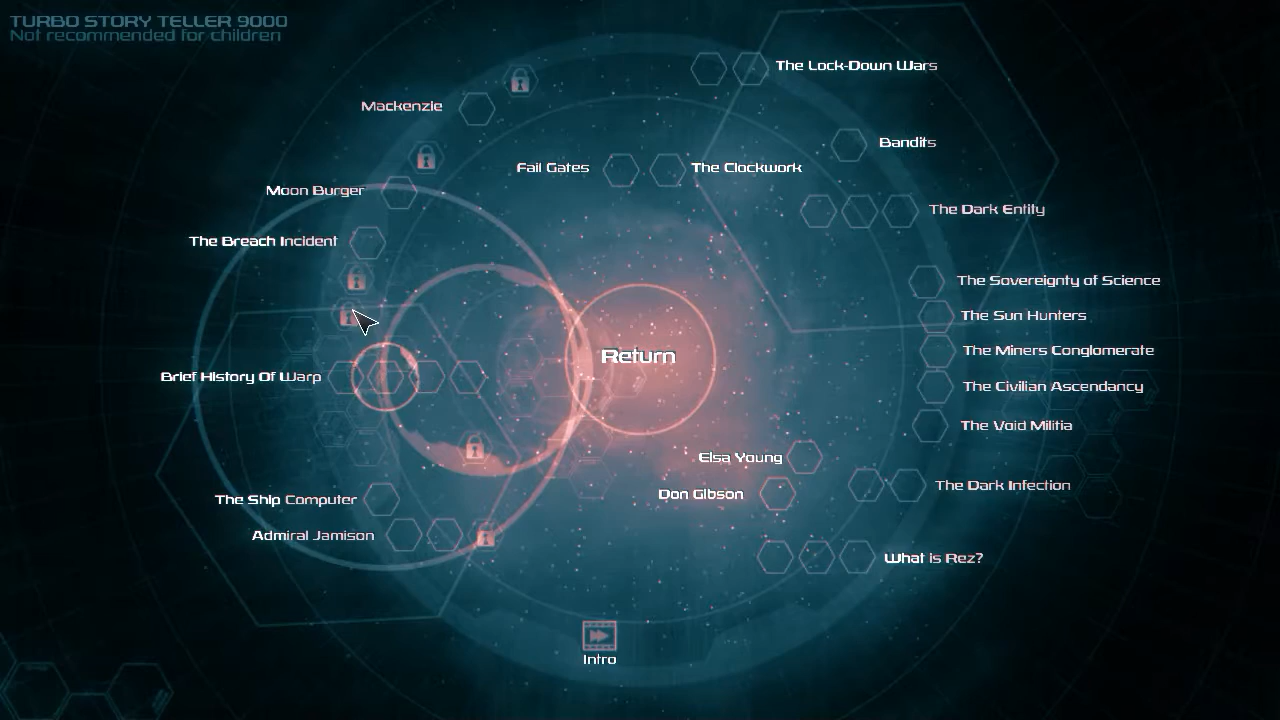 TURBO STORY TELLER 9000
Not recommended for children
The Lock-Down Wars
Mackenzie
Bandits
Fail Gates
The Clockwork
Moon Burger
The Dark Entity
The Breach Incident
The Sovereignty of Science
The Sun Hunters
The Miners Conglomerate
Return
Brief History Of Warp
The Civilian Ascendancy
The Void Militia
Elsa Young
The Dark Infection
Don Gibson
The Ship Computer
Admiral Jamison
What is Rez?
Intro